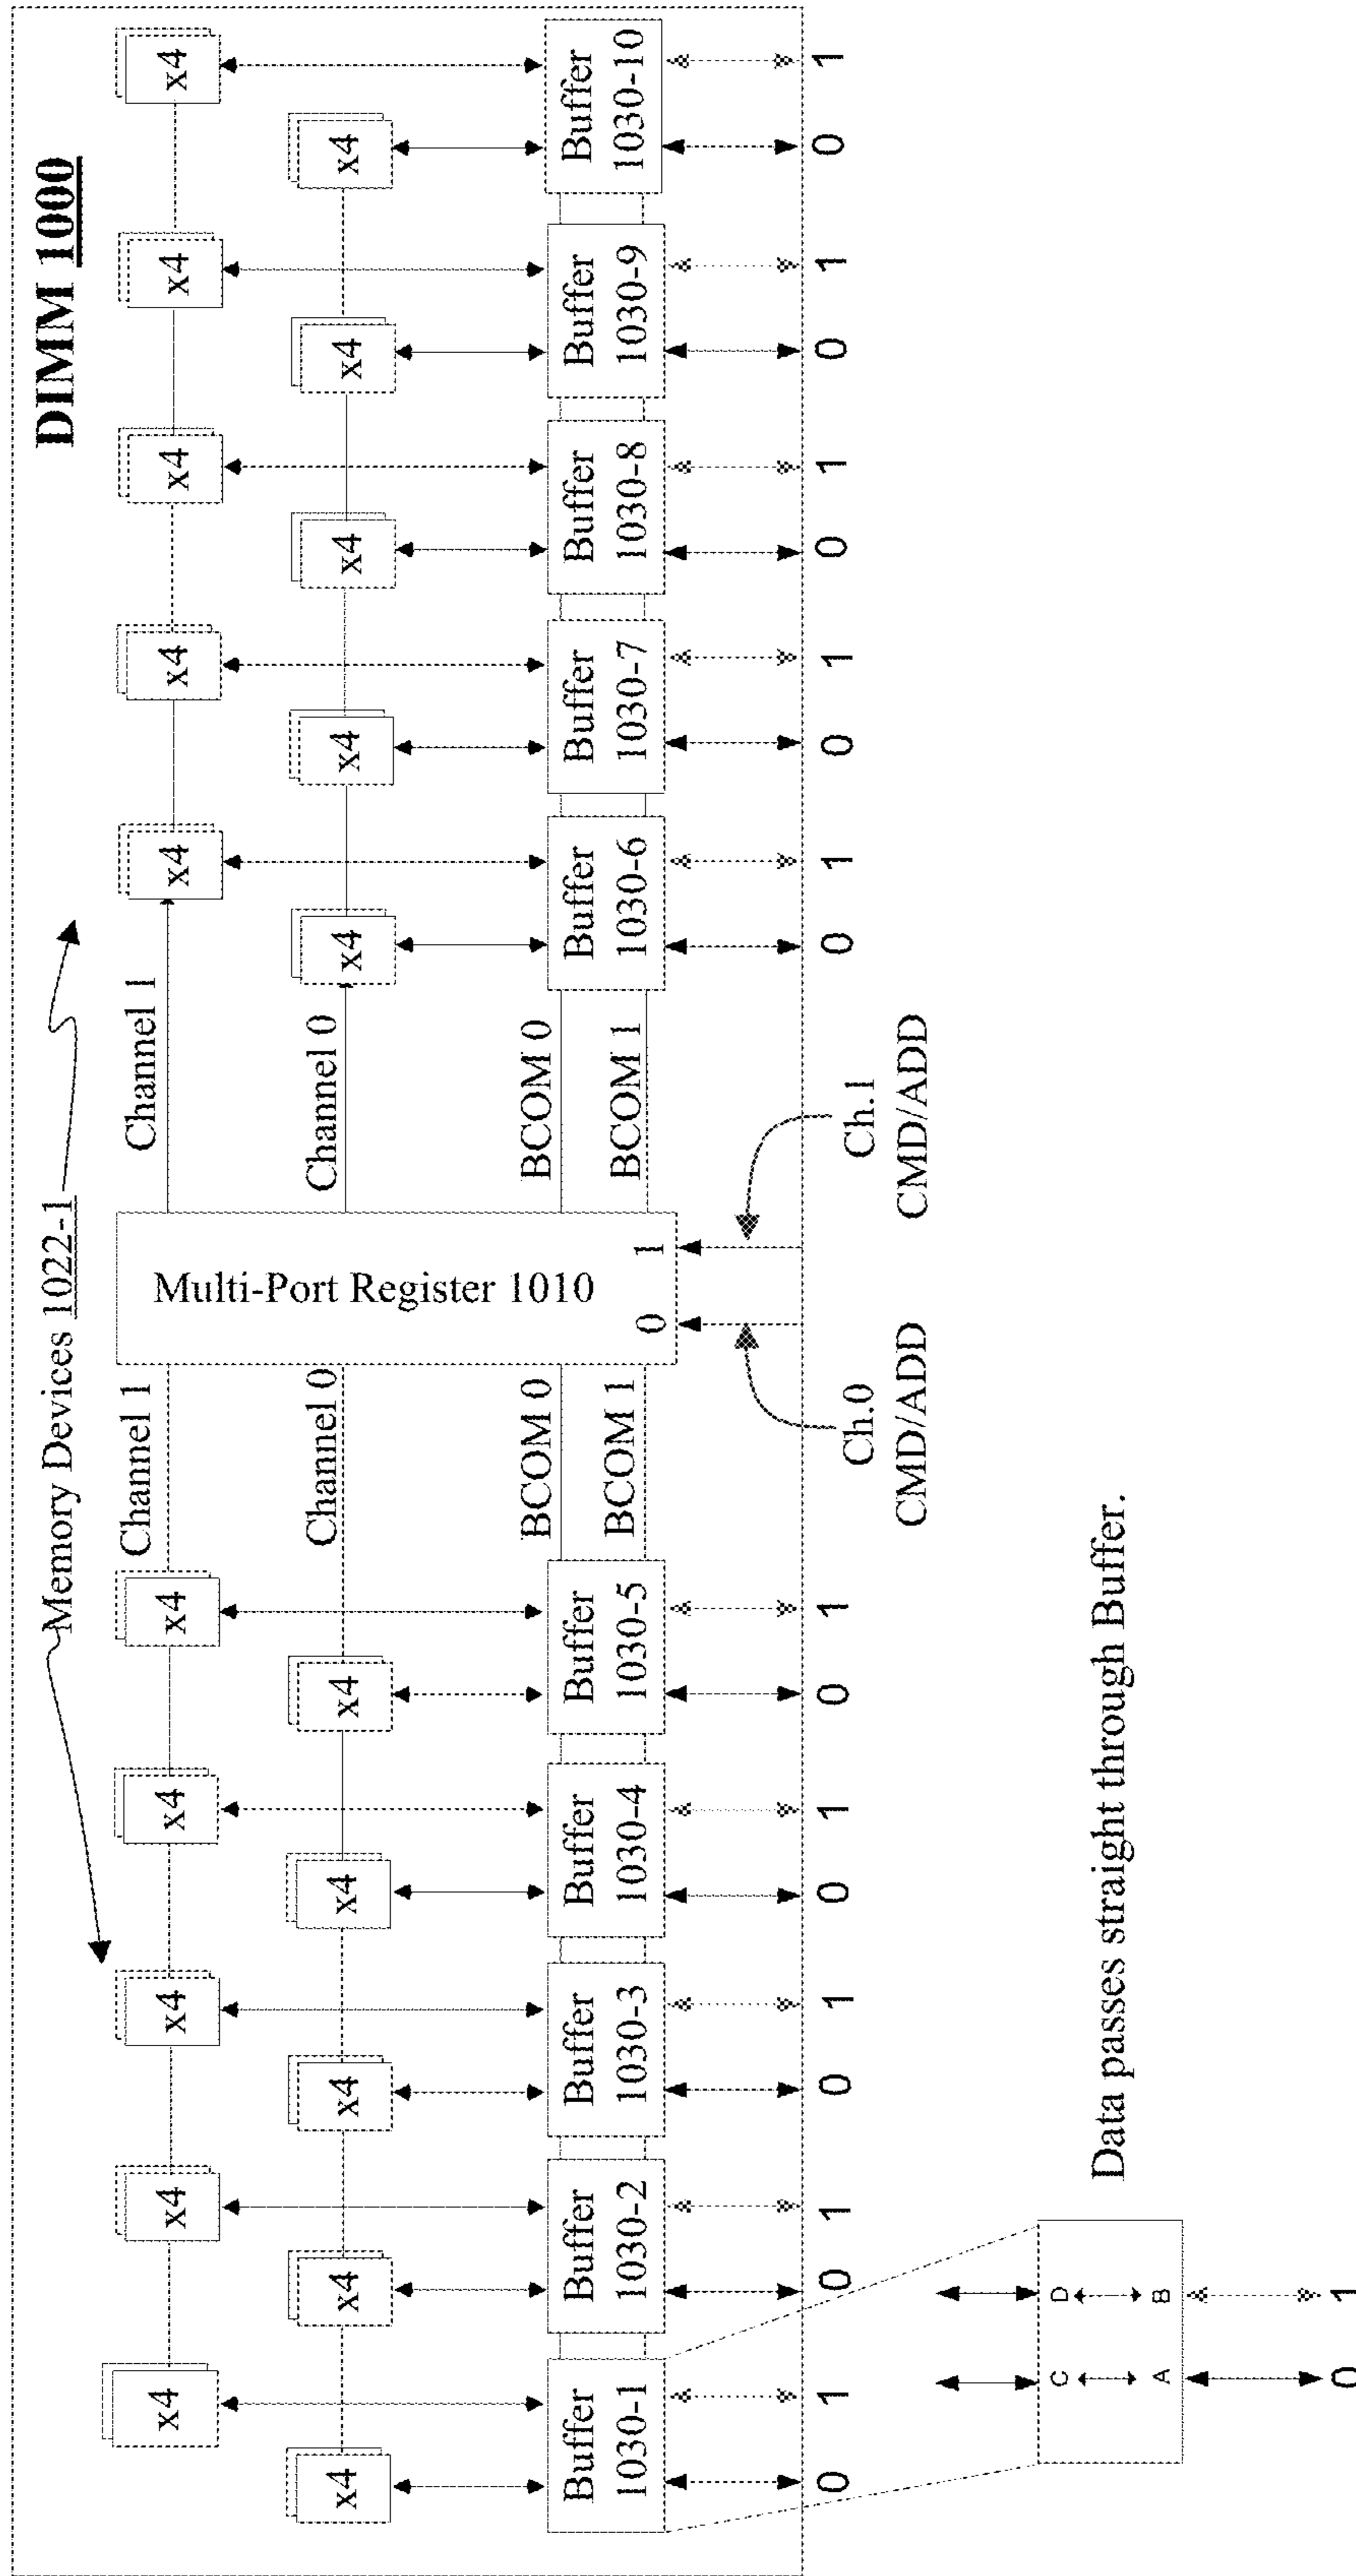 Memory Devices 1022-1
DIMM 1000
Channel 1
Channel 1
x4 x4 x4 x4 x4 x4 x4 x4 x4 x4
Channel 0
Channel 0
x4 x4 x4 x4 x4 x4 x4 x4 x4 x4
Multi-Port Register 1010
0 1
BCOM 0
BCOM 0
BCOM 1
BCOM 1
Buffer
1030-1
Buffer
1030-2
Buffer
1030-3
Buffer
1030-4
Buffer
1030-5
Buffer
1030-6
Buffer
1030-7
Buffer
1030-8
Buffer
1030-9
Buffer
1030-10
0 1 0 1 0 1 0 1 0 1 0 1 0 1 0 1 0 1 0 1
Ch.0
CMD/ADD
Ch.1
CMD/ADD
C D
A B
0 1
Data passes straight through Buffer.